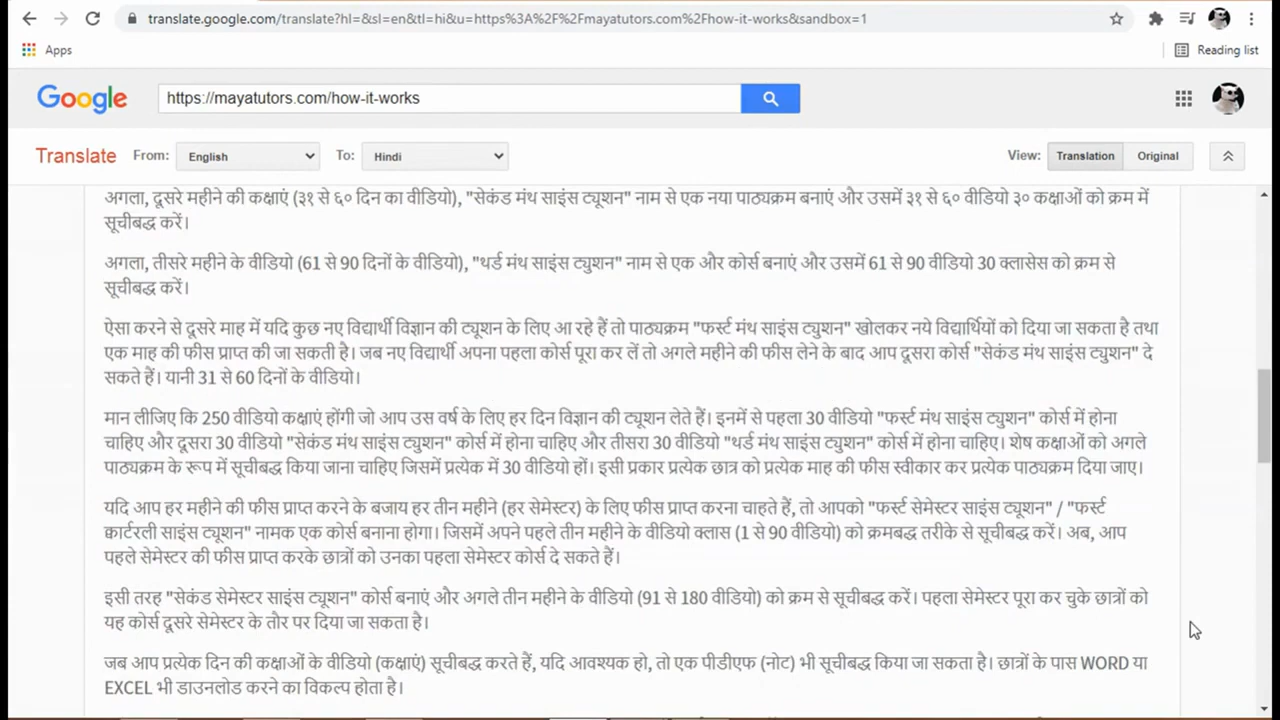 translate.google.com/translate?hl=&sl=en&tl=hi&u=https%3A%2F%2Fmayatutors.com%2Fhow-it-works&sandbox=1
Apps
Reading list
Google
https://mayatutors.com/how-it-works
Translate From: English To: Hindi View: Translation Original
अगला, दूसरे महीने की कक्षाएं (३१ से ६० दिन का वीडियो), "सेकंड मंथ साइंस ट्यूशन" नाम से एक नया पाठ्यक्रम बनाएं और उसमें ३१ से ६० वीडियो ३० कक्षाओं को क्रम में
सूचीबद्ध करें।
अगला, तीसरे महीने के वीडियो (61 से 90 दिनों के वीडियो), "थर्ड मंथ साइंस ट्युशन" नाम से एक और कोर्स बनाएं और उसमें 61 से 90 वीडियो 30 क्लासेस को क्रम से
सूचीबद्ध करें।
ऐसा करने से दूसरे माह में यदि कुछ नए विद्यार्थी विज्ञान की ट्यूशन के लिए आ रहे हैं तो पाठ्यक्रम "फर्स्ट मंथ साइंस ट्युशन" खोलकर नये विद्यार्थियों को दिया जा सकता है तथा
एक माह की फीस प्राप्त की जा सकती है। जब नए विद्यार्थी अपना पहला कोर्स पूरा कर लें तो अगले महीने की फीस लेने के बाद आप दूसरा कोर्स "सेकंड मंथ साइंस ट्युशन" दे
सकते हैं। यानी 31 से 60 दिनों के वीडियो।
मान लीजिए कि 250 वीडियो कक्षाएं होंगी जो आप उस वर्ष के लिए हर दिन विज्ञान की ट्यूशन लेते हैं। इनमें से पहला 30 वीडियो "फर्स्ट मंथ साइंस ट्युशन" कोर्स में होना
चाहिए और दूसरा 30 वीडियो "सेकंड मंथ साइंस ट्युशन" कोर्स में होना चाहिए और तीसरा 30 वीडियो "थर्ड मंथ साइंस ट्युशन" कोर्स में होना चाहिए। शेष कक्षाओं को अगले
पाठ्यक्रम के रूप में सूचीबद्ध किया जाना चाहिए जिसमें प्रत्येक में 30 वीडियो हों। इसी प्रकार प्रत्येक छात्र को प्रत्येक माह की फीस स्वीकार कर प्रत्येक पाठ्यक्रम दिया जाए।
यदि आप हर महीने की फीस प्राप्त करने के बजाय हर तीन महीने (हर सेमेस्टर) के लिए फीस प्राप्त करना चाहते हैं, तो आपको "फर्स्ट सेमेस्टर साइंस ट्यूशन" / "फर्स्ट
क्वार्टरली साइंस ट्यूशन" नामक एक कोर्स बनाना होगा। जिसमें अपने पहले तीन महीने के वीडियो क्लास (1 से 90 वीडियो) को क्रमबद्ध तरीके से सूचीबद्ध करें। अब, आप
पहले सेमेस्टर की फीस प्राप्त करके छात्रों को उनका पहला सेमेस्टर कोर्स दे सकते हैं।
इसी तरह "सेकंड सेमेस्टर साइंस ट्यूशन" कोर्स बनाएं और अगले तीन महीने के वीडियो (91 से 180 वीडियो) को क्रम से सूचीबद्ध करें। पहला सेमेस्टर पूरा कर चुके छात्रों को
यह कोर्स दूसरे सेमेस्टर के तौर पर दिया जा सकता है।
जब आप प्रत्येक दिन की कक्षाओं के वीडियो (कक्षाएं) सूचीबद्ध करते हैं, यदि आवश्यक हो, तो एक पीडीएफ (नोट) भी सूचीबद्ध किया जा सकता है। छात्रों के पास WORD या
EXCEL भी डाउनलोड करने का विकल्प होता है।